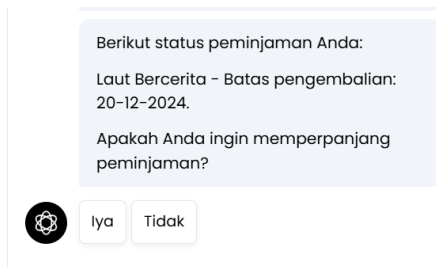 Berikut status peminjaman Anda:
Laut Bercerita - Batas pengembalian:
20-12-2024.
Apakah Anda ingin memperpanjang
peminjaman?
Iya
Tidak